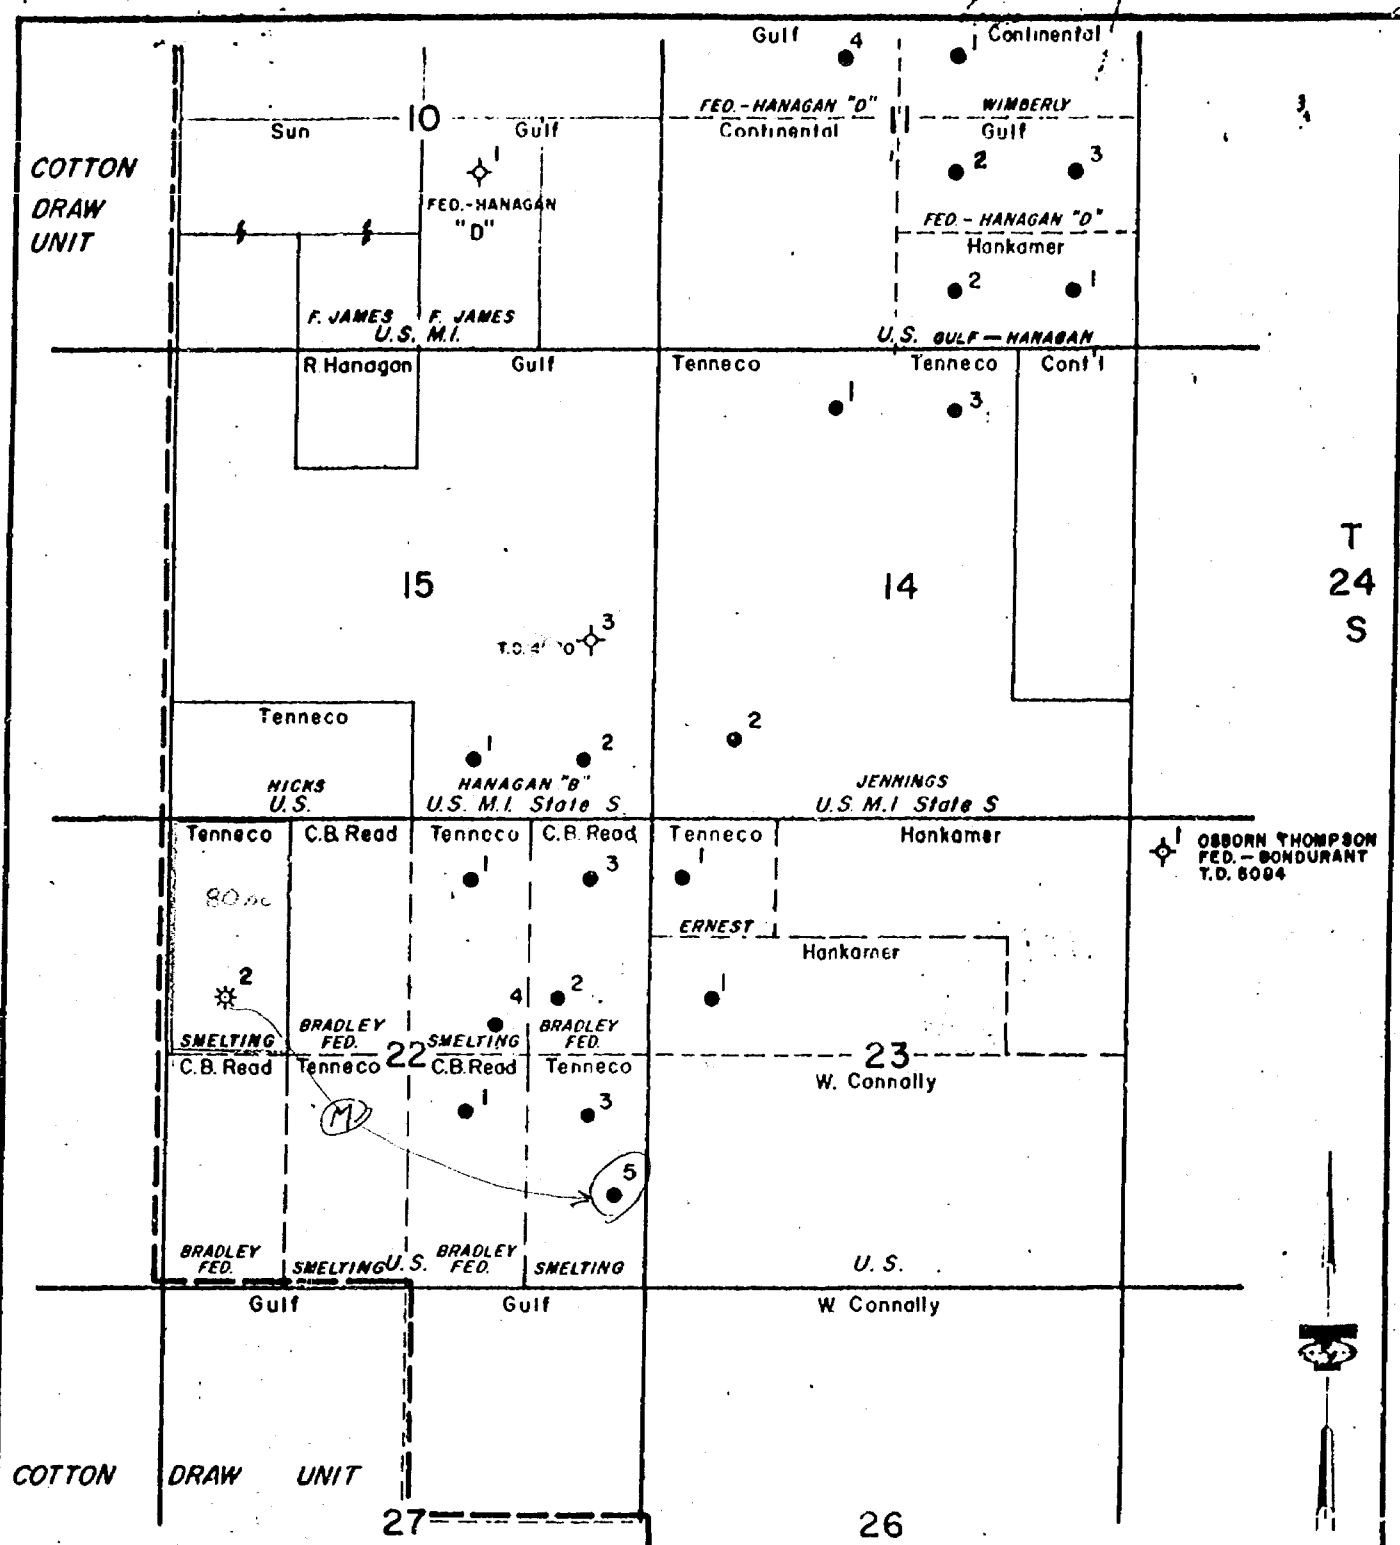 Gulf 4 1 Continental
FED.-HANAGAN "D" WIMBERLY
Sun 10 Gulf Continental Gulf
COTTON
DRAW
UNIT
1 2 3
FED.-HANAGAN
"D"
FED.-HANAGAN "D"
Hankamer
2 1
F. JAMES F. JAMES
U.S. M.I.
U.S. GULF-HANAGAN
R. Hanagan Gulf Tenneco Tenneco Cont'l
1 3
T
24
S
15 14
3
T.D.
Tenneco
1 2 2
HICKS HANAGAN "B" JENNINGS
U.S. U.S. M.I. State S U.S. M.I. State S
Tenneco C.B. Read Tenneco C.B. Read Tenneco Hankamer
1 3 1
1 OSBORN THOMPSON
FED.-BONDURANT
T.D. 6094
80 ac
ERNEST
Hankamer
2 4 2 1
SMELTING BRADLEY FED. SMELTING BRADLEY FED.
22 23
C.B. Read Tenneco C.B. Read Tenneco W. Connally
M 1 3
5
BRADLEY FED. SMELTING U.S. BRADLEY FED. SMELTING U.S.
Gulf Gulf W. Connally
COTTON DRAW UNIT
27 26